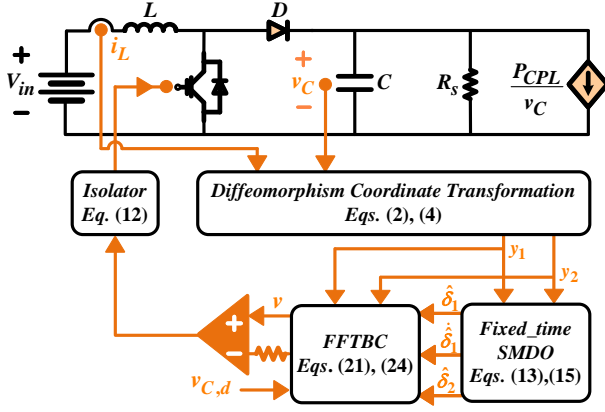 L
D
+
i_L
V_in
+
v_C
C
R_s
P_CPL
v_C
−
−
Isolator
Eq. (12)
Diffeomorphism Coordinate Transformation
Eqs. (2), (4)
y_1
y_2
v
+
−
v_C,d
FFTBC
Eqs. (21), (24)
δ̂_1
δ̂̇_1
δ̂_2
Fixed_time
SMDO
Eqs. (13),(15)